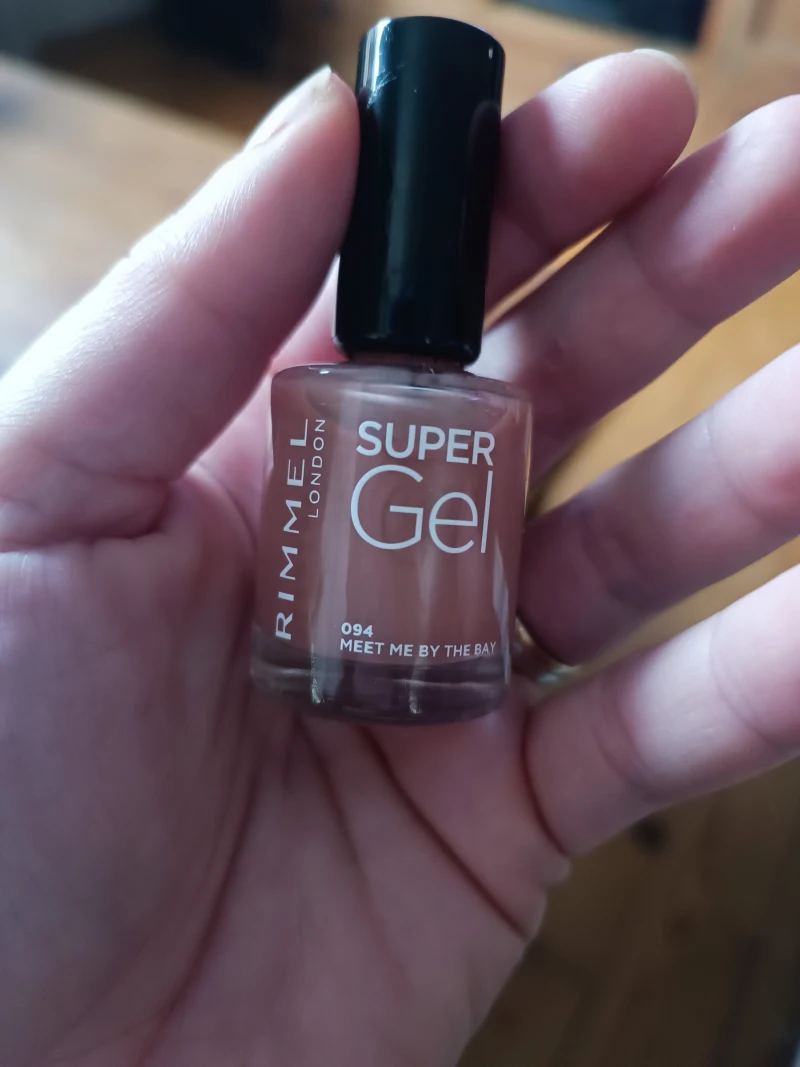 RIMMEL
LONDON
SUPER
Gel
094
MEET ME BY THE BAY